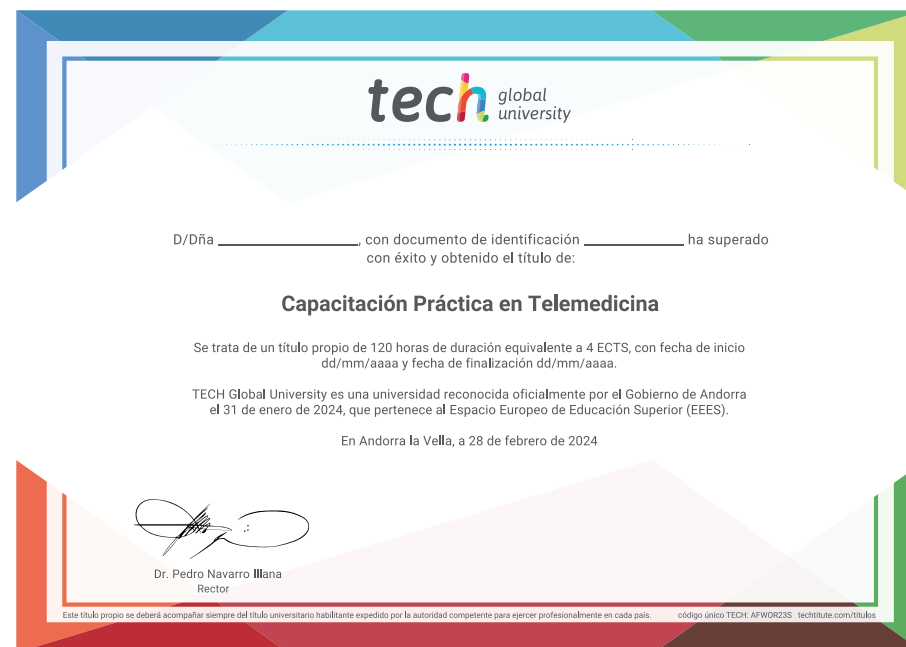 tech global university
D/Dña ____________________, con documento de identificación ______________ ha superado
con éxito y obtenido el título de:
Capacitación Práctica en Telemedicina
Se trata de un título propio de 120 horas de duración equivalente a 4 ECTS, con fecha de inicio
dd/mm/aaaa y fecha de finalización dd/mm/aaaa.
TECH Global University es una universidad reconocida oficialmente por el Gobierno de Andorra
el 31 de enero de 2024, que pertenece al Espacio Europeo de Educación Superior (EEES).
En Andorra la Vella, a 28 de febrero de 2024
Dr. Pedro Navarro Illana
Rector
Este título propio se deberá acompañar siempre del título universitario habilitante expedido por la autoridad competente para ejercer profesionalmente en cada país. código único TECH: AFWOR23S techtitute.com/titulos